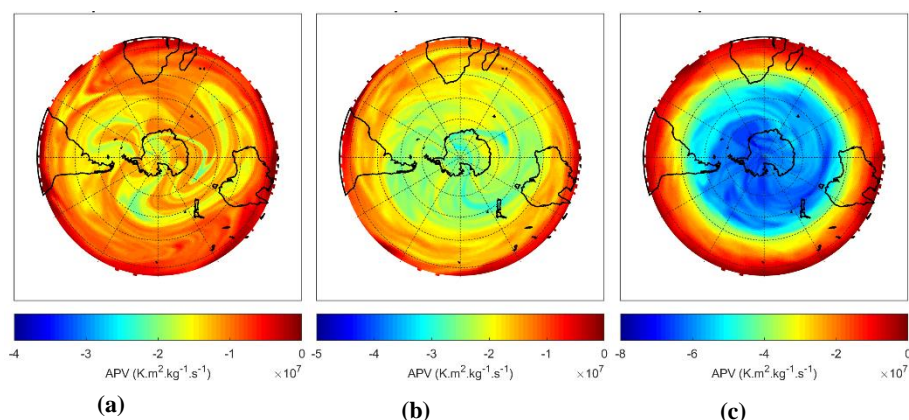 -4 -3 -2 -1 0
APV (K.m².kg⁻¹.s⁻¹) ×10⁷
(a)
-5 -4 -3 -2 -1 0
APV (K.m².kg⁻¹.s⁻¹) ×10⁷
(b)
-8 -6 -4 -2 0
APV (K.m².kg⁻¹.s⁻¹) ×10⁷
(c)